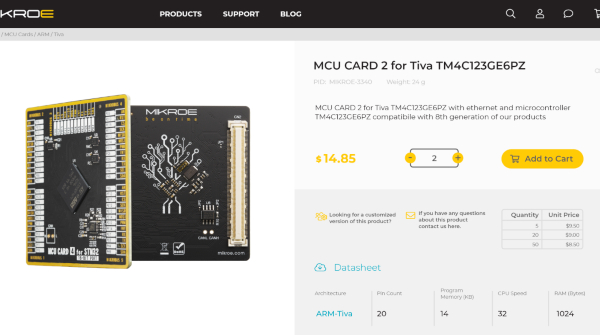 KROE
PRODUCTS SUPPORT BLOG
/ MCU Cards / ARM / Tiva
MCU CARD 2 for Tiva TM4C123GE6PZ
PID: MIKROE-3340 Weight: 24 g
MCU CARD 2 for Tiva TM4C123GE6PZ with ethernet and microcontroller
TM4C123GE6PZ compatibile with 8th generation of our products
$14.85
- 2 +
Add to Cart
MIKROE
mikroe.com
MCU CARD 4 for STM32
Looking for a customized
version of this product?
If you have any questions
about this product
contact us here.
Quantity Unit Price
5 $9.50
20 $9.00
50 $8.50
Datasheet
Architecture Pin Count Program
Memory (KB) CPU Speed RAM (Bytes)
ARM-Tiva 20 14 32 1024